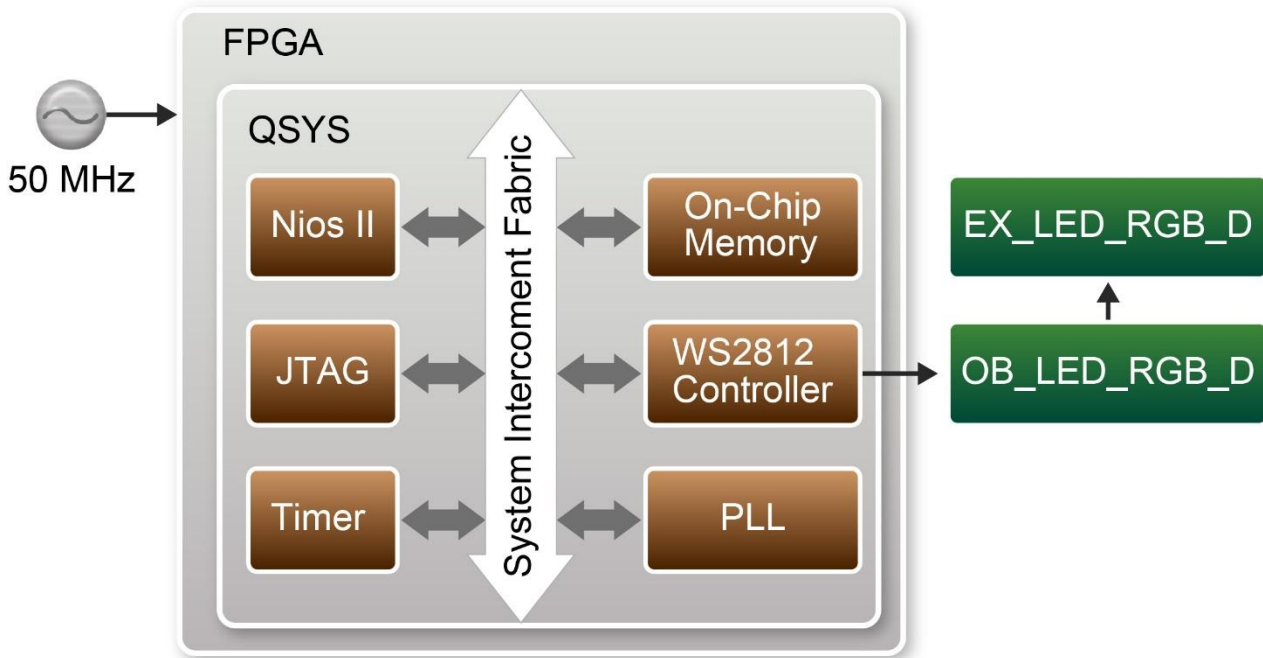 FPGA
50 MHz
QSYS
Nios II
JTAG
Timer
System Intercoment Fabric
On-Chip
Memory
WS2812
Controller
PLL
EX_LED_RGB_D
OB_LED_RGB_D